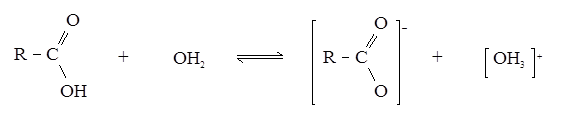 O O
R – C + OH₂ ⇌ [ R – C ]⁻ + [ OH₃ ]⁺
OH O